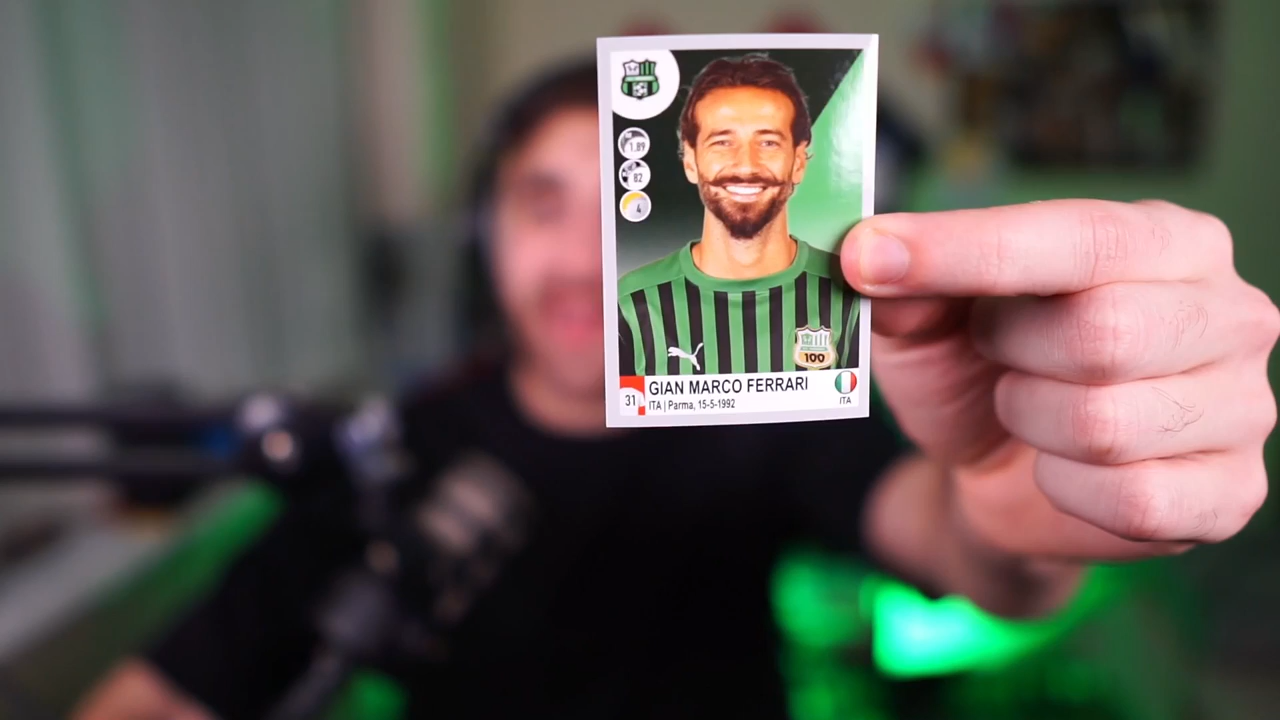 1.89
82
4
100
31
GIAN MARCO FERRARI
ITA | Parma, 15-5-1992
ITA